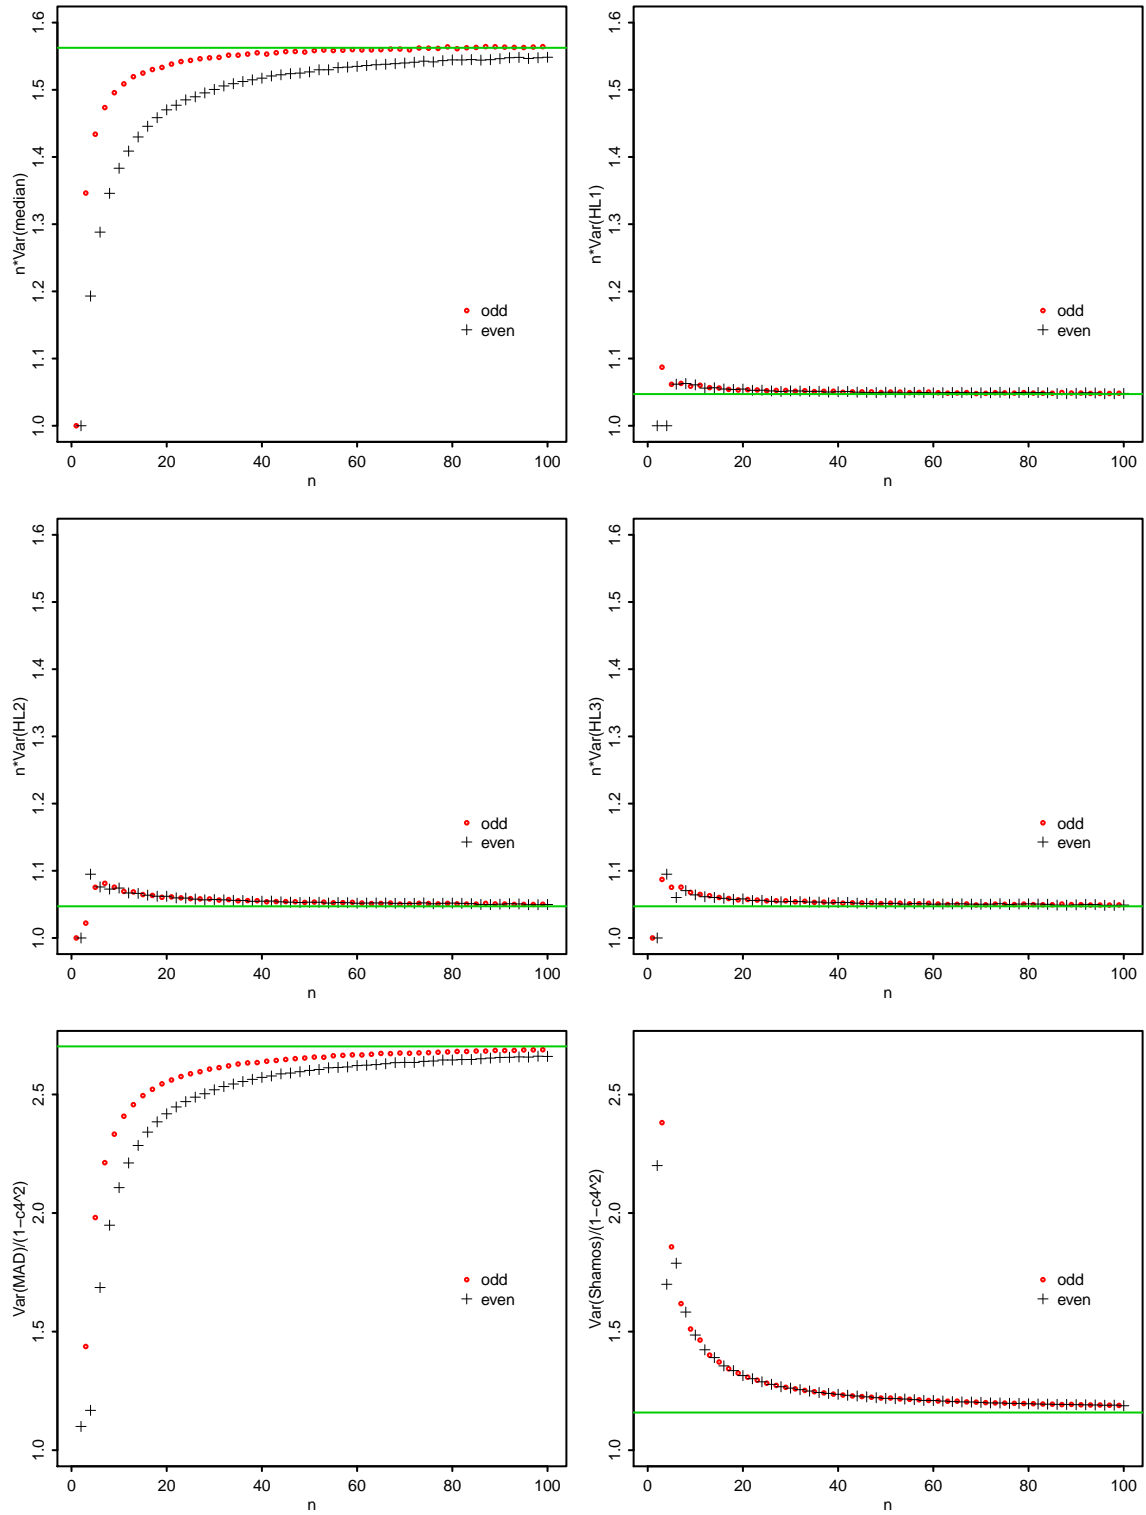 n*Var(median)
1.0 1.1 1.2 1.3 1.4 1.5 1.6
odd
even
0 20 40 60 80 100
n
n*Var(HL1)
1.0 1.1 1.2 1.3 1.4 1.5 1.6
odd
even
0 20 40 60 80 100
n
n*Var(HL2)
1.0 1.1 1.2 1.3 1.4 1.5 1.6
odd
even
0 20 40 60 80 100
n
n*Var(HL3)
1.0 1.1 1.2 1.3 1.4 1.5 1.6
odd
even
0 20 40 60 80 100
n
Var(MAD)/(1−c4^2)
1.0 1.5 2.0 2.5
odd
even
0 20 40 60 80 100
n
Var(Shamos)/(1−c4^2)
1.0 1.5 2.0 2.5
odd
even
0 20 40 60 80 100
n